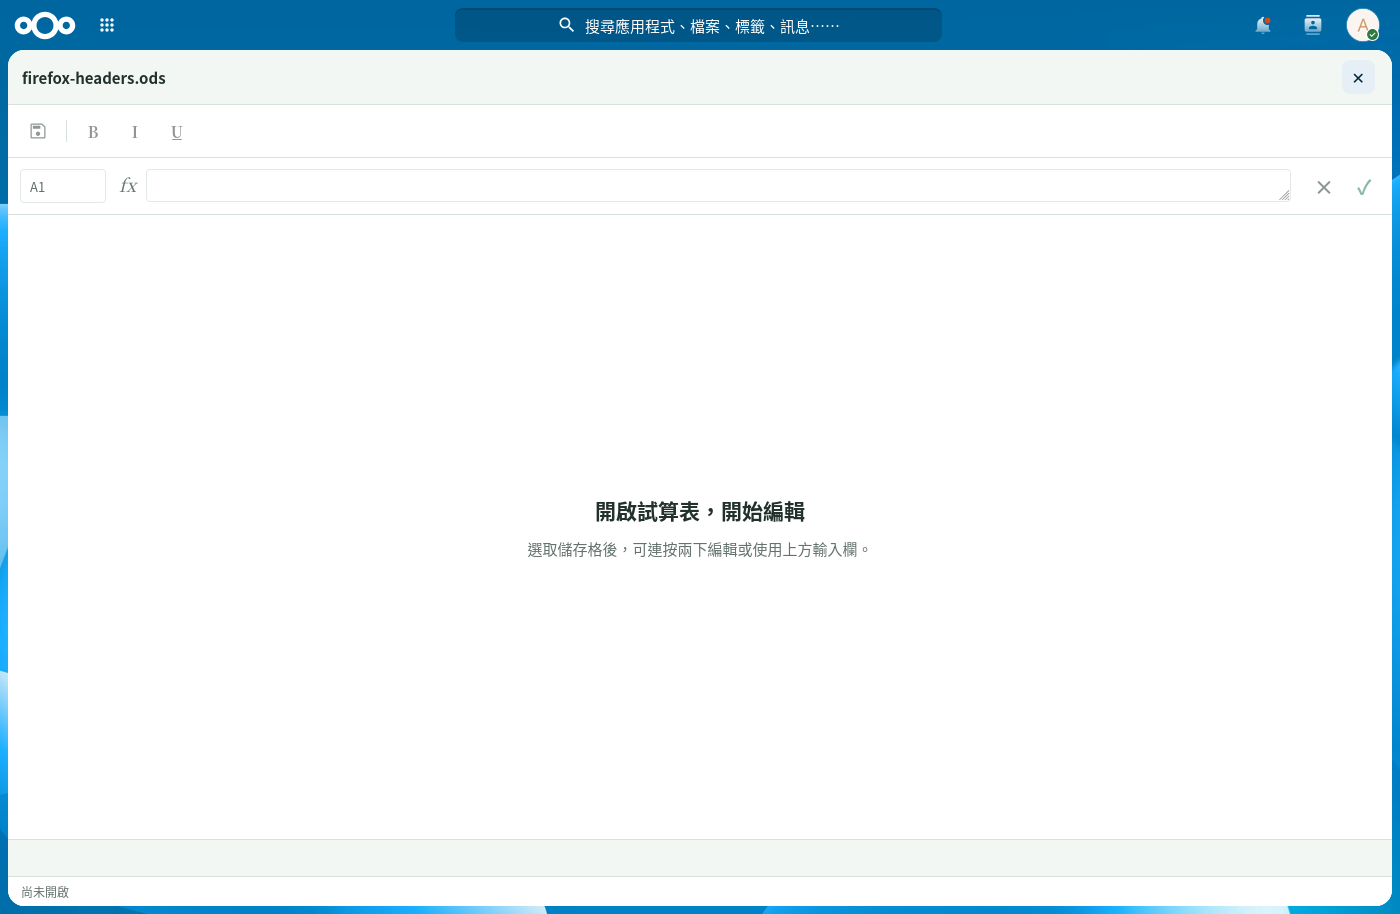 搜尋應用程式、檔案、標籤、訊息……
A
firefox-headers.ods
B I U
A1 fx
開啟試算表，開始編輯
選取儲存格後，可連按兩下編輯或使用上方輸入欄。
尚未開啟